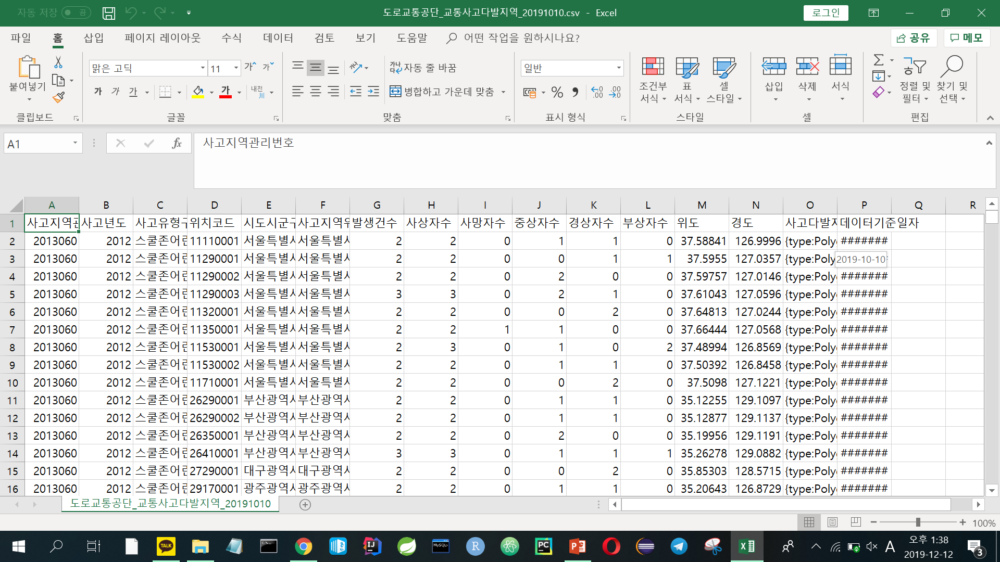 자동 저장 끔
도로교통공단_교통사고다발지역_20191010.csv - Excel
로그인
파일 홈 삽입 페이지 레이아웃 수식 데이터 검토 보기 도움말 어떤 작업을 원하시나요? 공유 메모
붙여넣기
맑은 고딕 11 가 가
가 가 가 가 내천
자동 줄 바꿈
병합하고 가운데 맞춤
일반
% 9 .00 .00
조건부 서식 표 서식 셀 스타일
삽입 삭제 서식
정렬 및 필터 찾기 및 선택
클립보드 글꼴 맞춤 표시 형식 스타일 셀 편집
A1 fx 사고지역관리번호
A B C D E F G H I J K L M N O P Q R
1 사고지역관 사고년도 사고유형구 위치코드 시도시군구 사고지역위 발생건수 사상자수 사망자수 중상자수 경상자수 부상자수 위도 경도 사고다발지 데이터기준일자
2 2013060 2012 스쿨존어린 11110001 서울특별시 서울특별시 2 2 0 1 1 0 37.58841 126.9996 {type:Poly #######
3 2013060 2012 스쿨존어린 11290001 서울특별시 서울특별시 2 2 0 0 1 1 37.5955 127.0357 {type:Poly 2019-10-10
4 2013060 2012 스쿨존어린 11290002 서울특별시 서울특별시 2 2 0 2 0 0 37.59757 127.0146 {type:Poly #######
5 2013060 2012 스쿨존어린 11290003 서울특별시 서울특별시 3 3 0 2 1 0 37.61043 127.0596 {type:Poly #######
6 2013060 2012 스쿨존어린 11320001 서울특별시 서울특별시 2 2 0 0 2 0 37.64813 127.0244 {type:Poly #######
7 2013060 2012 스쿨존어린 11350001 서울특별시 서울특별시 2 2 1 1 0 0 37.66444 127.0568 {type:Poly #######
8 2013060 2012 스쿨존어린 11530001 서울특별시 서울특별시 2 3 0 1 0 2 37.48994 126.8569 {type:Poly #######
9 2013060 2012 스쿨존어린 11530002 서울특별시 서울특별시 2 2 0 1 1 0 37.50392 126.8458 {type:Poly #######
10 2013060 2012 스쿨존어린 11710001 서울특별시 서울특별시 2 2 0 0 2 0 37.5098 127.1221 {type:Poly #######
11 2013060 2012 스쿨존어린 26290001 부산광역시 부산광역시 2 2 0 1 1 0 35.12255 129.1097 {type:Poly #######
12 2013060 2012 스쿨존어린 26290002 부산광역시 부산광역시 2 2 0 1 1 0 35.12877 129.1137 {type:Poly #######
13 2013060 2012 스쿨존어린 26350001 부산광역시 부산광역시 2 2 0 2 0 0 35.19956 129.1191 {type:Poly #######
14 2013060 2012 스쿨존어린 26410001 부산광역시 부산광역시 3 3 0 1 1 1 35.26278 129.0882 {type:Poly #######
15 2013060 2012 스쿨존어린 27290001 대구광역시 대구광역시 2 2 0 0 2 0 35.85303 128.5715 {type:Poly #######
16 2013060 2012 스쿨존어린 29170001 광주광역시 광주광역시 2 2 0 1 1 0 35.20643 126.8729 {type:Poly #######
도로교통공단_교통사고다발지역_20191010
100%
TALK IJ MySQL R PC P X A
오후 1:38
2019-12-12
3